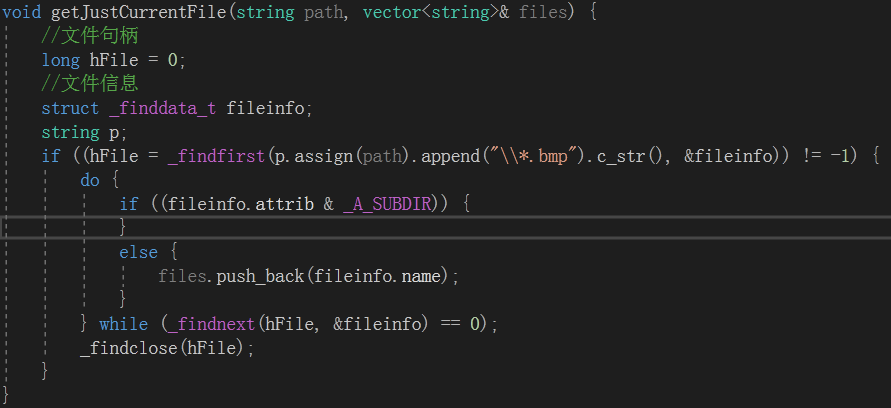 void getJustCurrentFile(string path, vector<string>& files) {
    //文件句柄
    long hFile = 0;
    //文件信息
    struct _finddata_t fileinfo;
    string p;
    if ((hFile = _findfirst(p.assign(path).append("\\*.bmp").c_str(), &fileinfo)) != -1) {
        do {
            if ((fileinfo.attrib & _A_SUBDIR)) {
            }
            else {
                files.push_back(fileinfo.name);
            }
        } while (_findnext(hFile, &fileinfo) == 0);
        _findclose(hFile);
    }
}